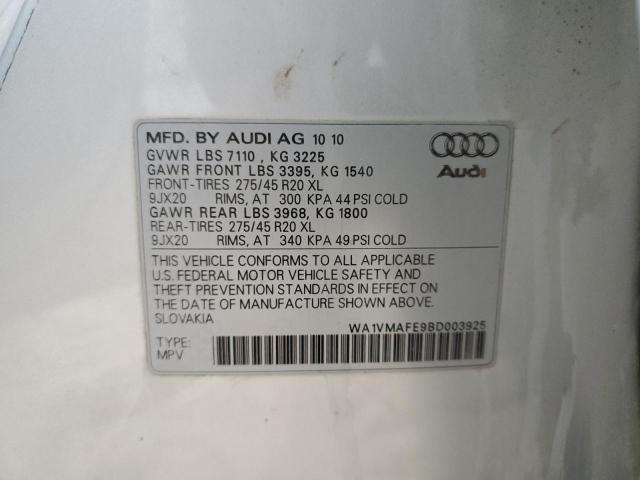 MFD. BY AUDI AG 10 10
GVWR LBS 7110 , KG 3225
GAWR FRONT LBS 3395, KG 1540
FRONT-TIRES 275/45 R20 XL
9JX20 RIMS, AT 300 KPA 44 PSI COLD
GAWR REAR LBS 3968, KG 1800
REAR-TIRES 275/45 R20 XL
9JX20 RIMS, AT 340 KPA 49 PSI COLD
Audi
THIS VEHICLE CONFORMS TO ALL APPLICABLE
U.S. FEDERAL MOTOR VEHICLE SAFETY AND
THEFT PREVENTION STANDARDS IN EFFECT ON
THE DATE OF MANUFACTURE SHOWN ABOVE.
SLOVAKIA
WA1VMAFE9BD003925
TYPE:
MPV